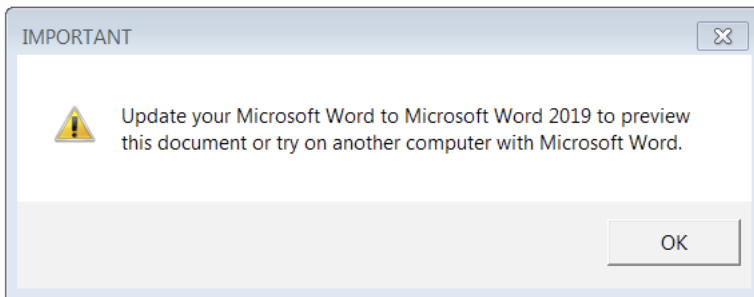 IMPORTANT
Update your Microsoft Word to Microsoft Word 2019 to preview
this document or try on another computer with Microsoft Word.
OK